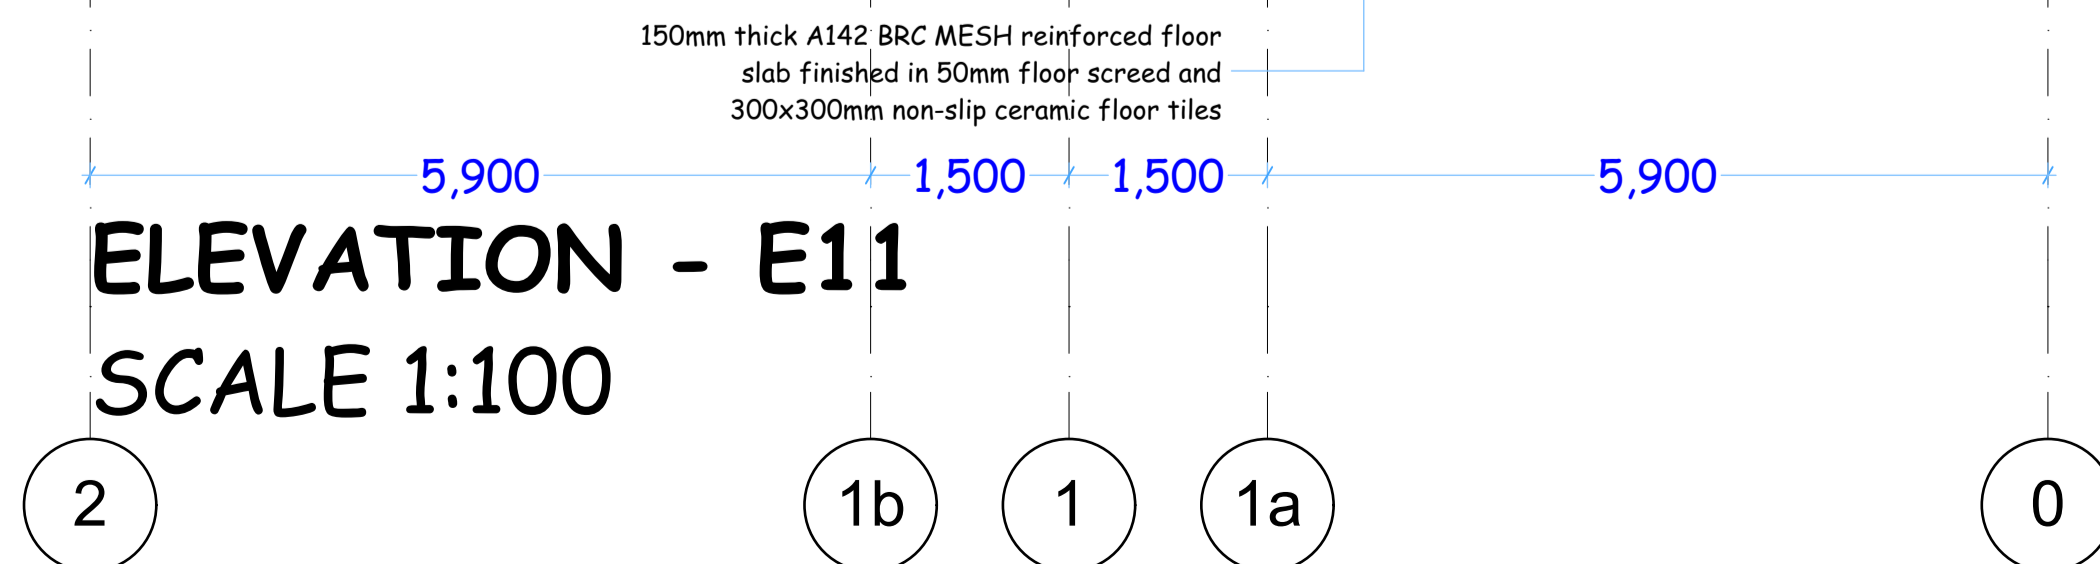 150mm thick A142 BRC MESH reinforced floor
slab finished in 50mm floor screed and
300x300mm non-slip ceramic floor tiles
5,900 1,500 1,500 5,900
ELEVATION - E11
SCALE 1:100
2 1b 1 1a 0